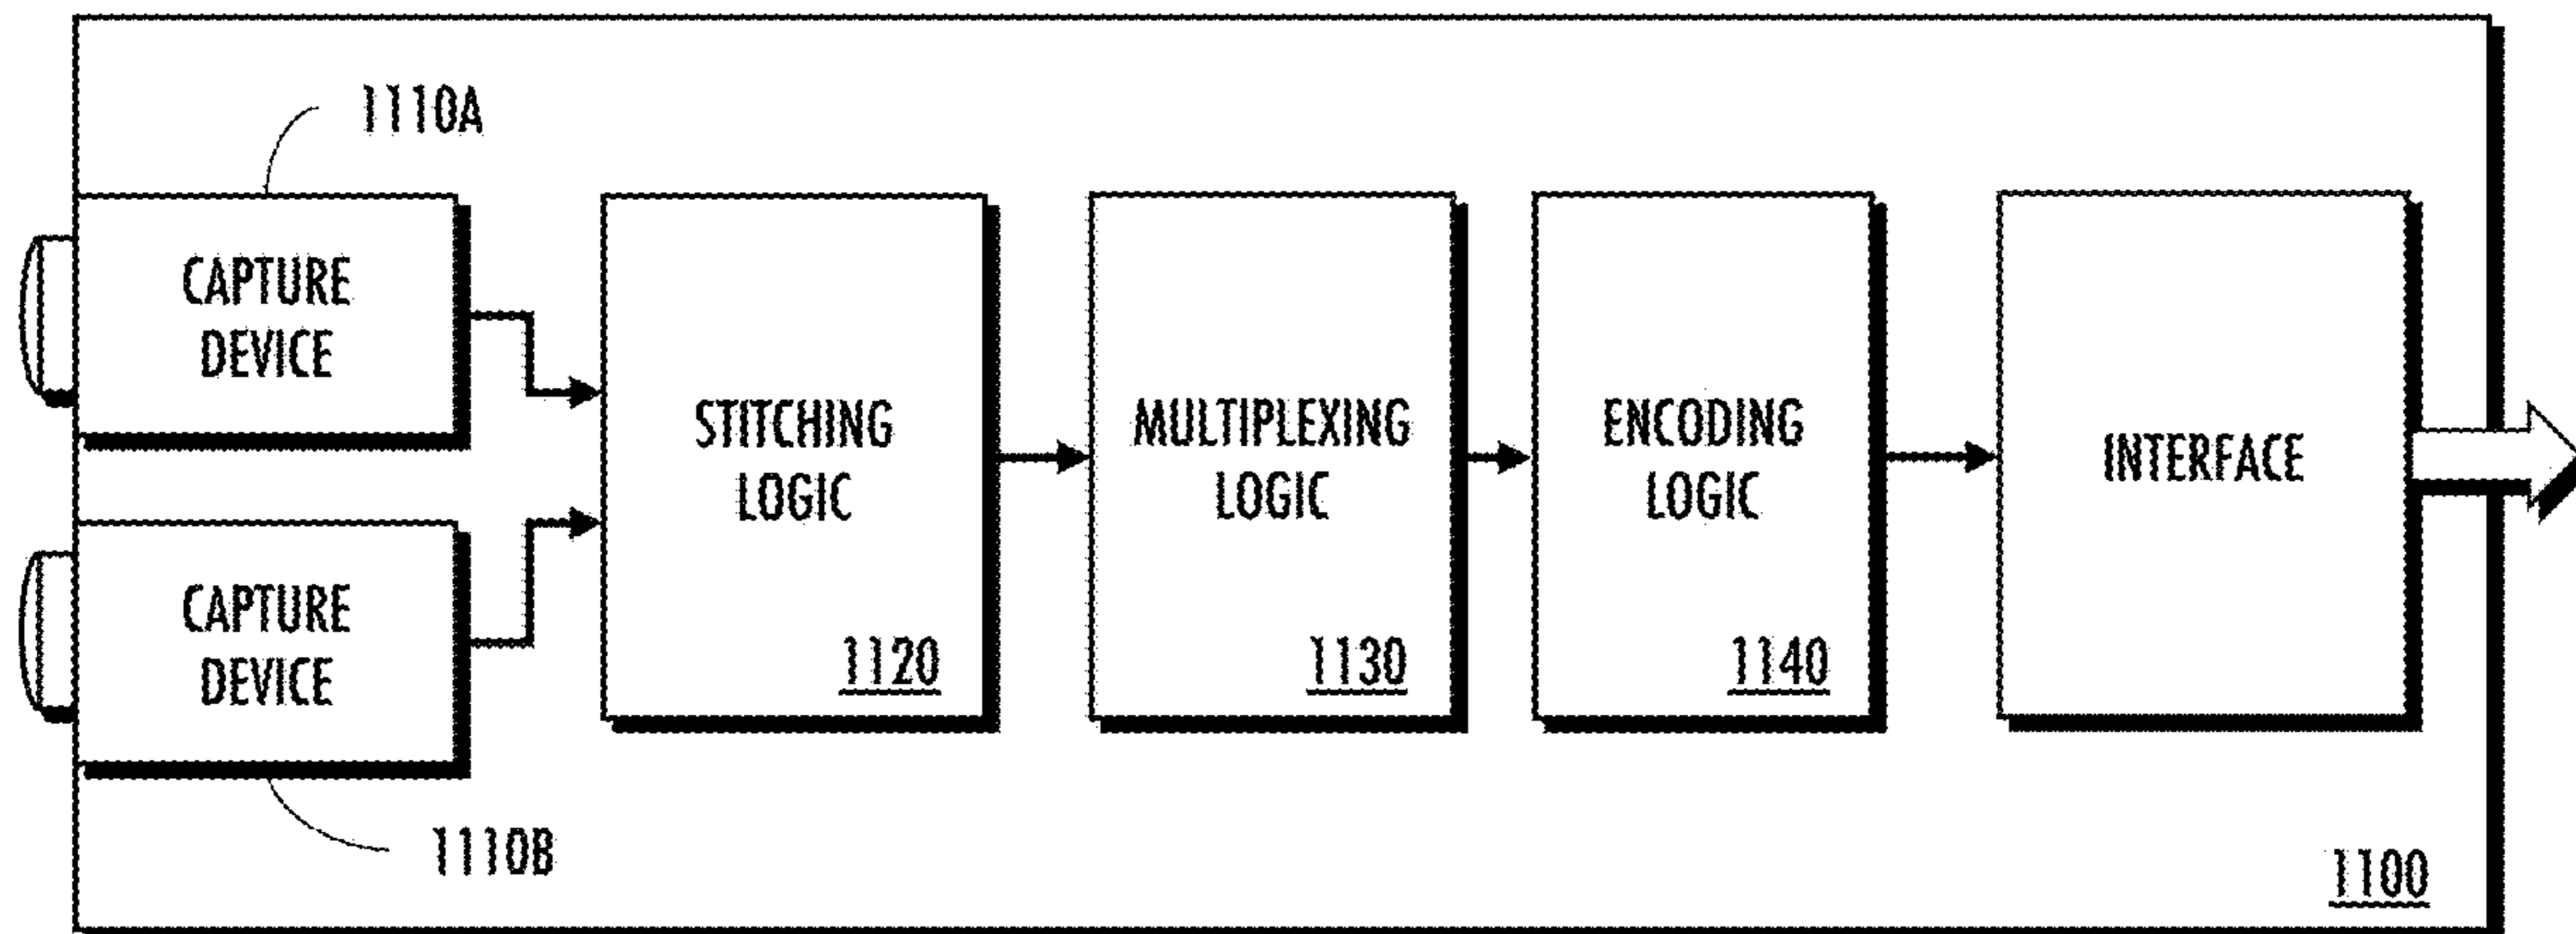 1110A
CAPTURE
DEVICE
CAPTURE
DEVICE
1110B
STITCHING
LOGIC
1120
MULTIPLEXING
LOGIC
1130
ENCODING
LOGIC
1140
INTERFACE
1100